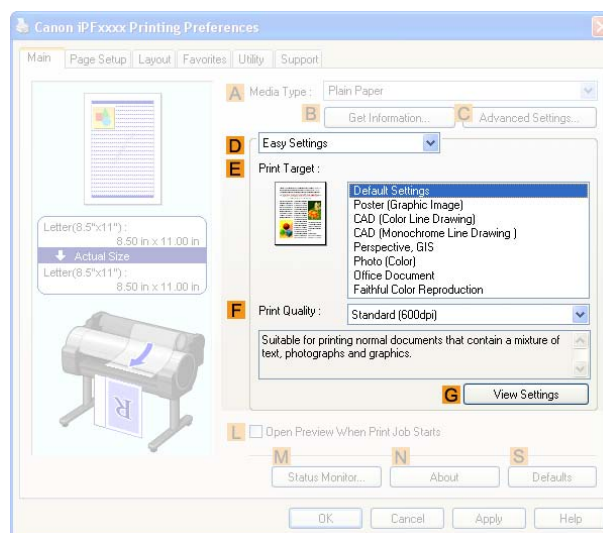 Canon iPFxxxx Printing Preferences
Main Page Setup Layout Favorites Utility Support
A Media Type : Plain Paper
B Get Information... C Advanced Settings...
D Easy Settings
E Print Target :
Default Settings
Poster (Graphic Image)
CAD (Color Line Drawing)
CAD (Monochrome Line Drawing )
Perspective, GIS
Photo (Color)
Office Document
Faithful Color Reproduction
Letter(8.5"x11") :
8.50 in x 11.00 in
Actual Size
Letter(8.5"x11") :
8.50 in x 11.00 in
F Print Quality : Standard (600dpi)
Suitable for printing normal documents that contain a mixture of
text, photographs and graphics.
G View Settings
R
L Open Preview When Print Job Starts
M N S
Status Monitor... About Defaults
OK Cancel Apply Help